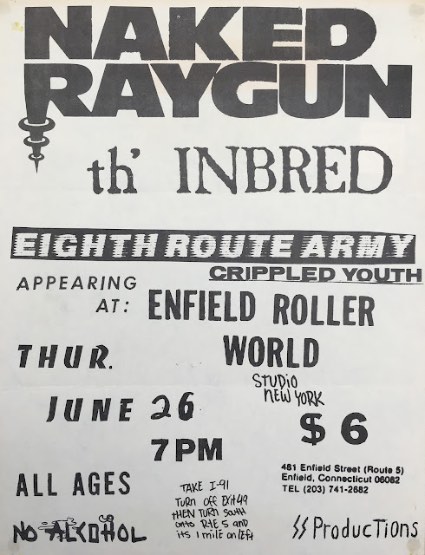 NAKED
RAYGUN
th' INBRED
EIGHTH ROUTE ARMY
CRIPPLED YOUTH
APPEARING
AT: ENFIELD ROLLER
WORLD
THUR.
STUDIO
NEW YORK
JUNE 26
$6
7PM
ALL AGES
NO ALCOHOL
TAKE I-91
TURN OFF EXIT 49
THEN TURN SOUTH
ONTO RTE 5 AND
its 1 mile on left
461 Enfield Street (Route 5)
Enfield, Connecticut 06082
TEL (203) 741-2682
SS ProducTions